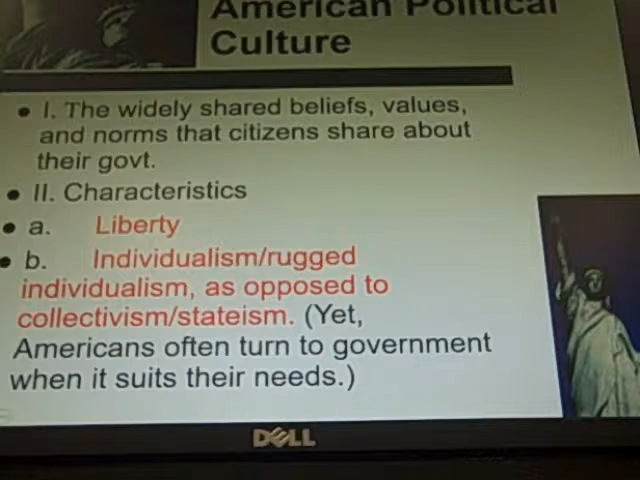 American Political
Culture
• I. The widely shared beliefs, values,
and norms that citizens share about
their govt.
• II. Characteristics
• a. Liberty
• b. Individualism/rugged
individualism, as opposed to
collectivism/stateism. (Yet,
Americans often turn to government
when it suits their needs.)
DELL